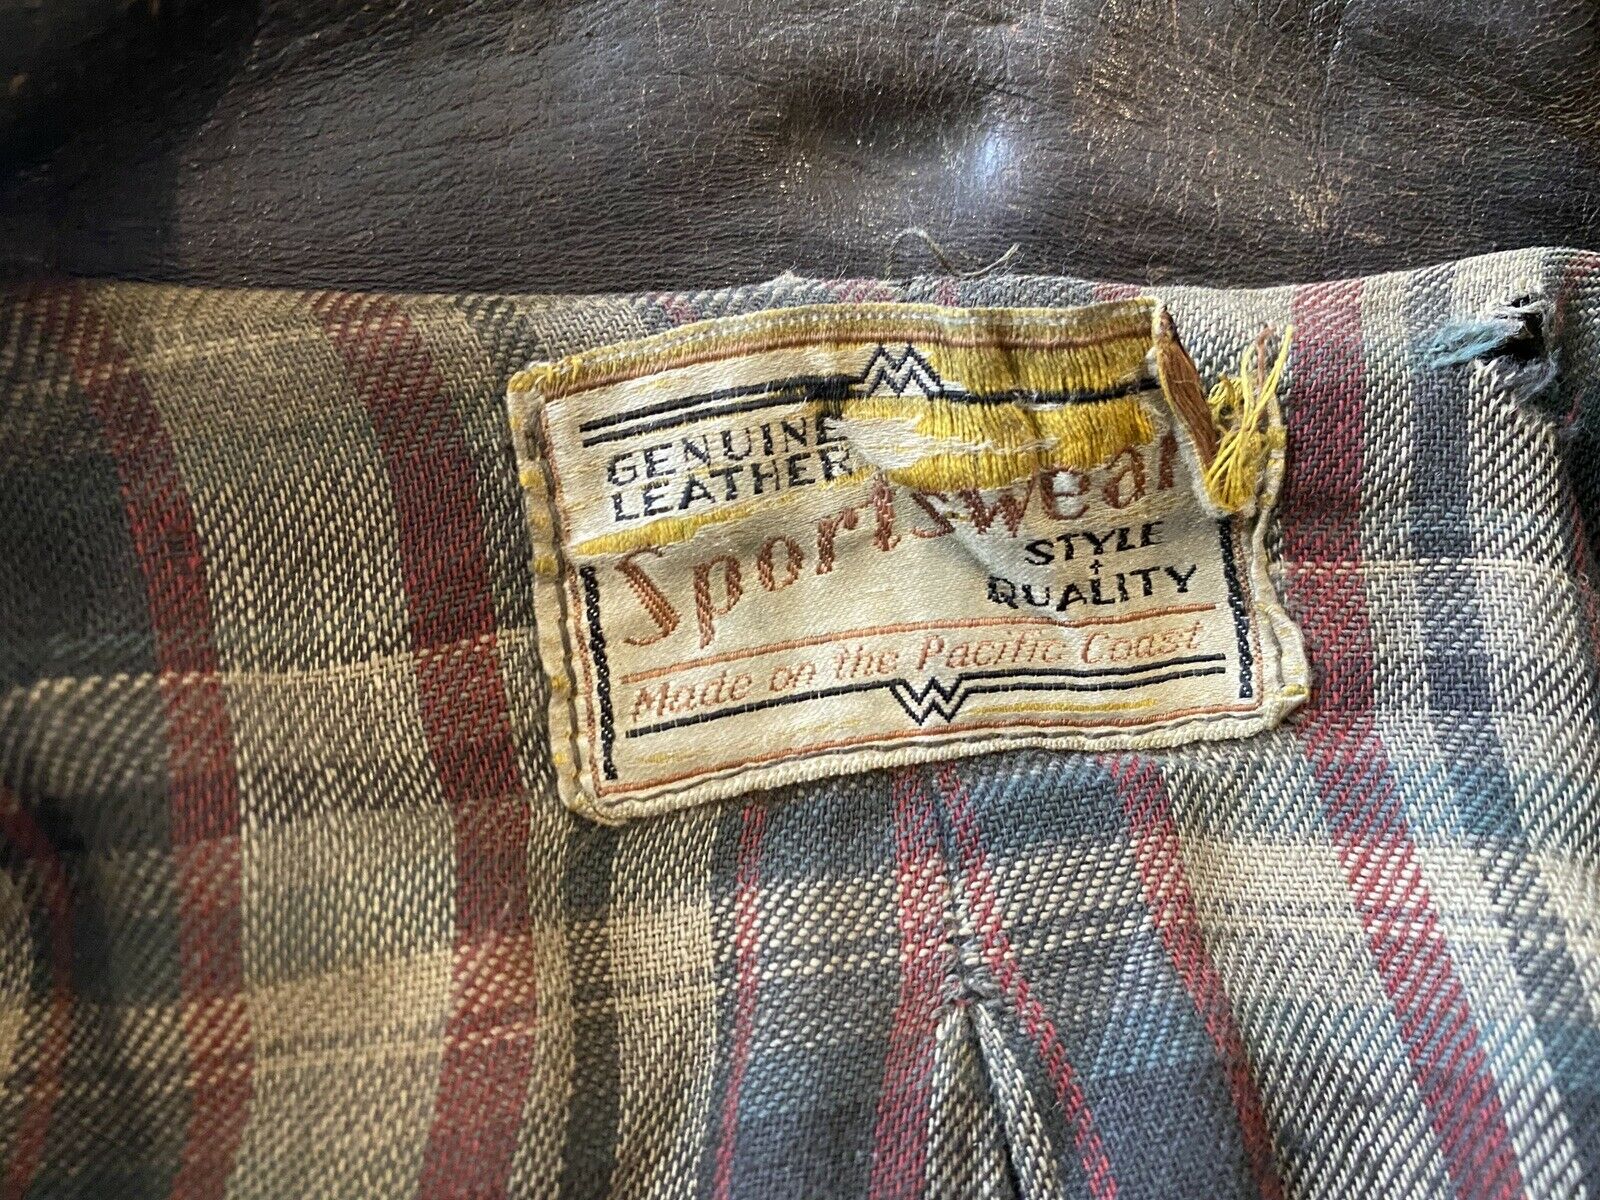 GENUINE
LEATHER
Sportswear
STYLE
+
QUALITY
Made on the Pacific Coast
W